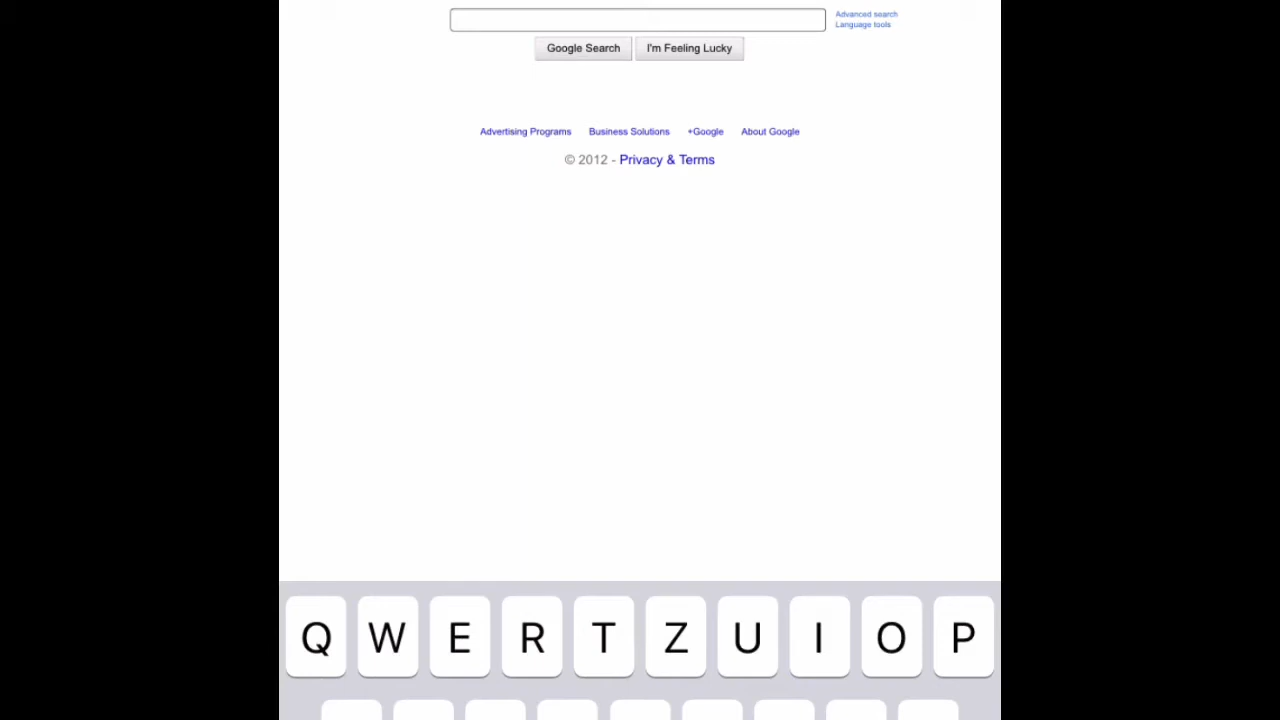 Advanced search
Language tools
Google Search I'm Feeling Lucky
Advertising Programs Business Solutions +Google About Google
© 2012 - Privacy & Terms
Q W E R T Z U I O P